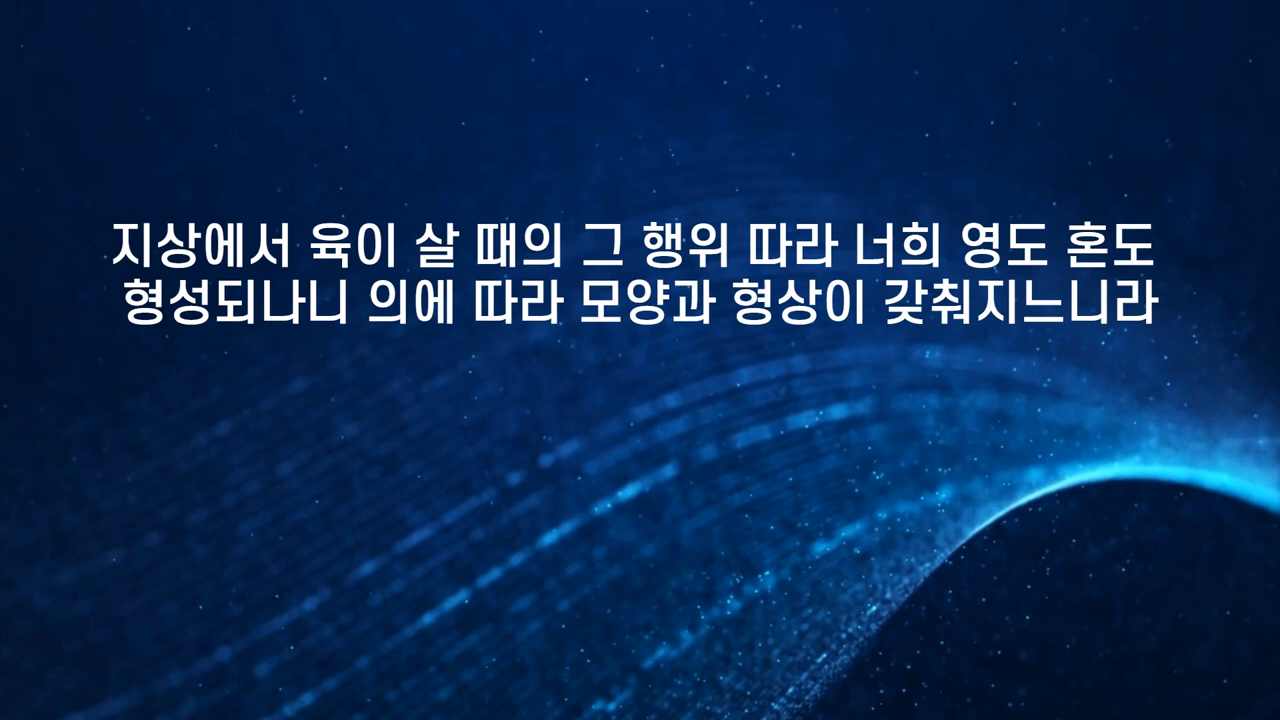 지상에서 육이 살 때의 그 행위 따라 너희 영도 혼도
형성되나니 의에 따라 모양과 형상이 갖춰지느니라